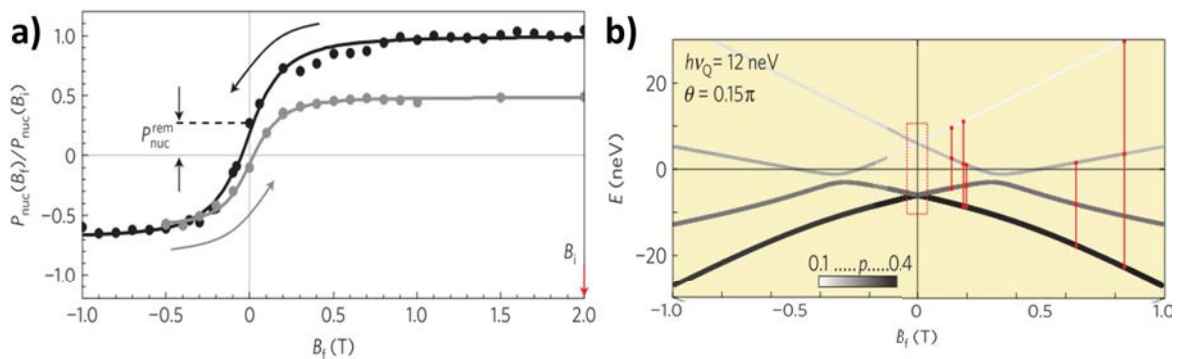 a)
P_nuc(B_f)/P_nuc(B_i)
1.0
0.5
0
−0.5
−1.0
P_nuc^rem
B_i
-1.0 -0.5 0 0.5 1.0 1.5 2.0
B_f (T)
b)
hν_Q = 12 neV
θ = 0.15π
E (neV)
20
0
−20
0.1 ..... p.....0.4
-1.0 -0.5 0.0 0.5 1.0
B_f (T)